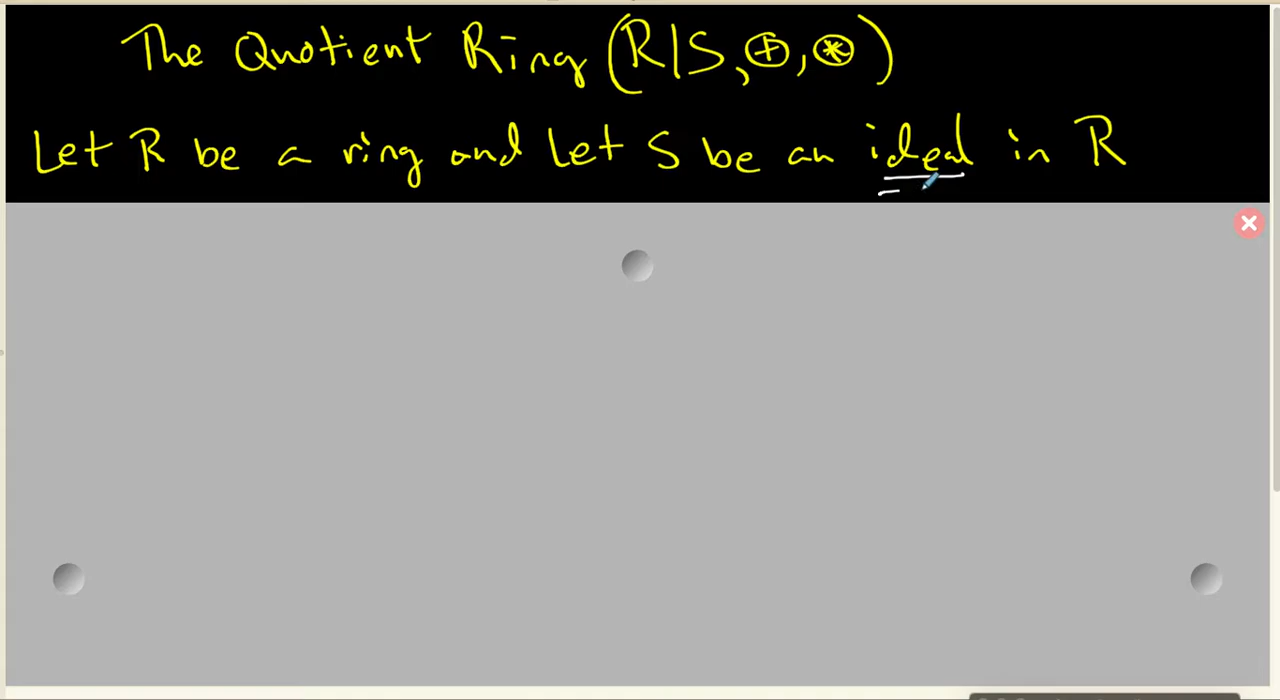 The Quotient Ring (R|S, ⊕, ⊛)
Let R be a ring and let S be an ideal in R